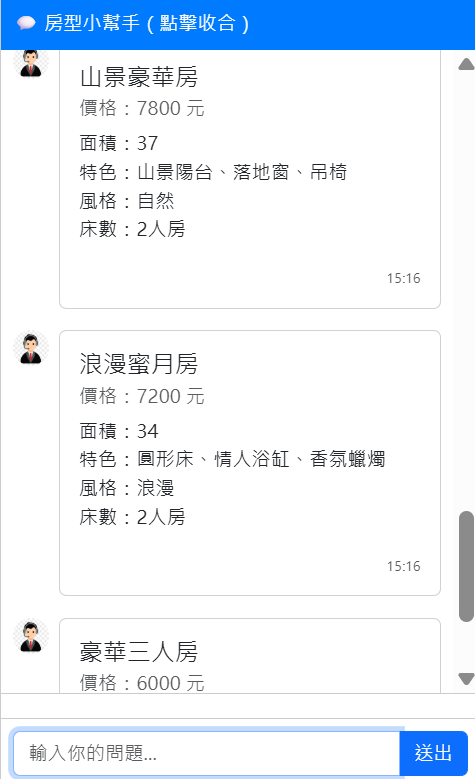 房型小幫手（點擊收合）
山景豪華房
價格：7800 元
面積：37
特色：山景陽台、落地窗、吊椅
風格：自然
床數：2人房
15:16
浪漫蜜月房
價格：7200 元
面積：34
特色：圓形床、情人浴缸、香氛蠟燭
風格：浪漫
床數：2人房
15:16
豪華三人房
價格：6000 元
輸入你的問題...
送出